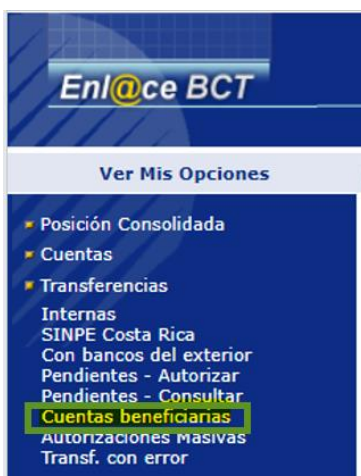 Enl@ce BCT
Ver Mis Opciones
Posición Consolidada
Cuentas
Transferencias
Internas
SINPE Costa Rica
Con bancos del exterior
Pendientes - Autorizar
Pendientes - Consultar
Cuentas beneficiarias
Autorizaciones Masivas
Transf. con error